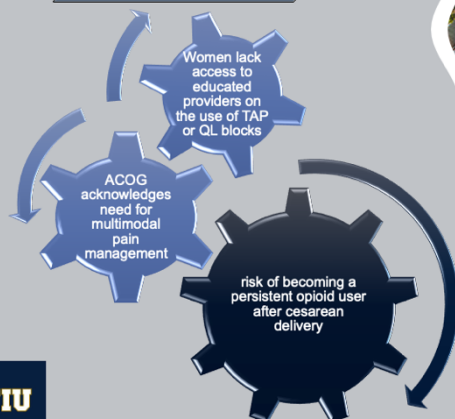 Women lack
access to
educated
providers on
the use of TAP
or QL blocks
ACOG
acknowledges
need for
multimodal
pain
management
risk of becoming a
persistent opioid user
after cesarean
delivery